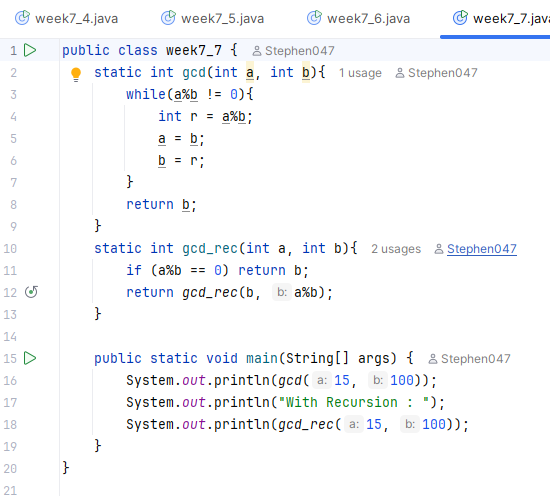 week7_4.java week7_5.java week7_6.java week7_7.java
1 public class week7_7 { Stephen047
2 static int gcd(int a, int b){ 1 usage Stephen047
3 while(a%b != 0){
4 int r = a%b;
5 a = b;
6 b = r;
7 }
8 return b;
9 }
10 static int gcd_rec(int a, int b){ 2 usages Stephen047
11 if (a%b == 0) return b;
12 return gcd_rec(b, b: a%b);
13 }
14
15 public static void main(String[] args) { Stephen047
16 System.out.println(gcd( a: 15, b: 100));
17 System.out.println("With Recursion : ");
18 System.out.println(gcd_rec( a: 15, b: 100));
19 }
20 }
21